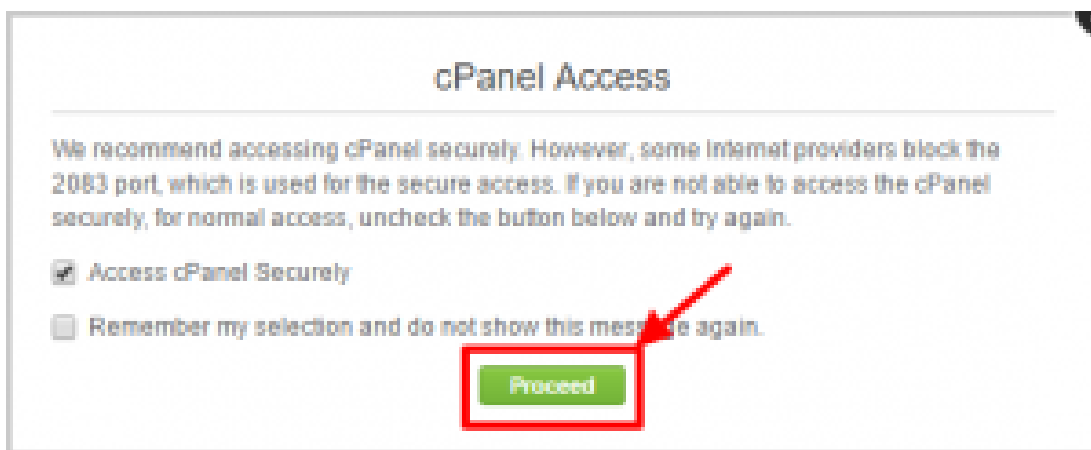 cPanel Access
We recommend accessing cPanel securely. However, some Internet providers block the
2083 port, which is used for the secure access. If you are not able to access the cPanel
securely, for normal access, uncheck the button below and try again.
Access cPanel Securely
Remember my selection and do not show this message again.
Proceed